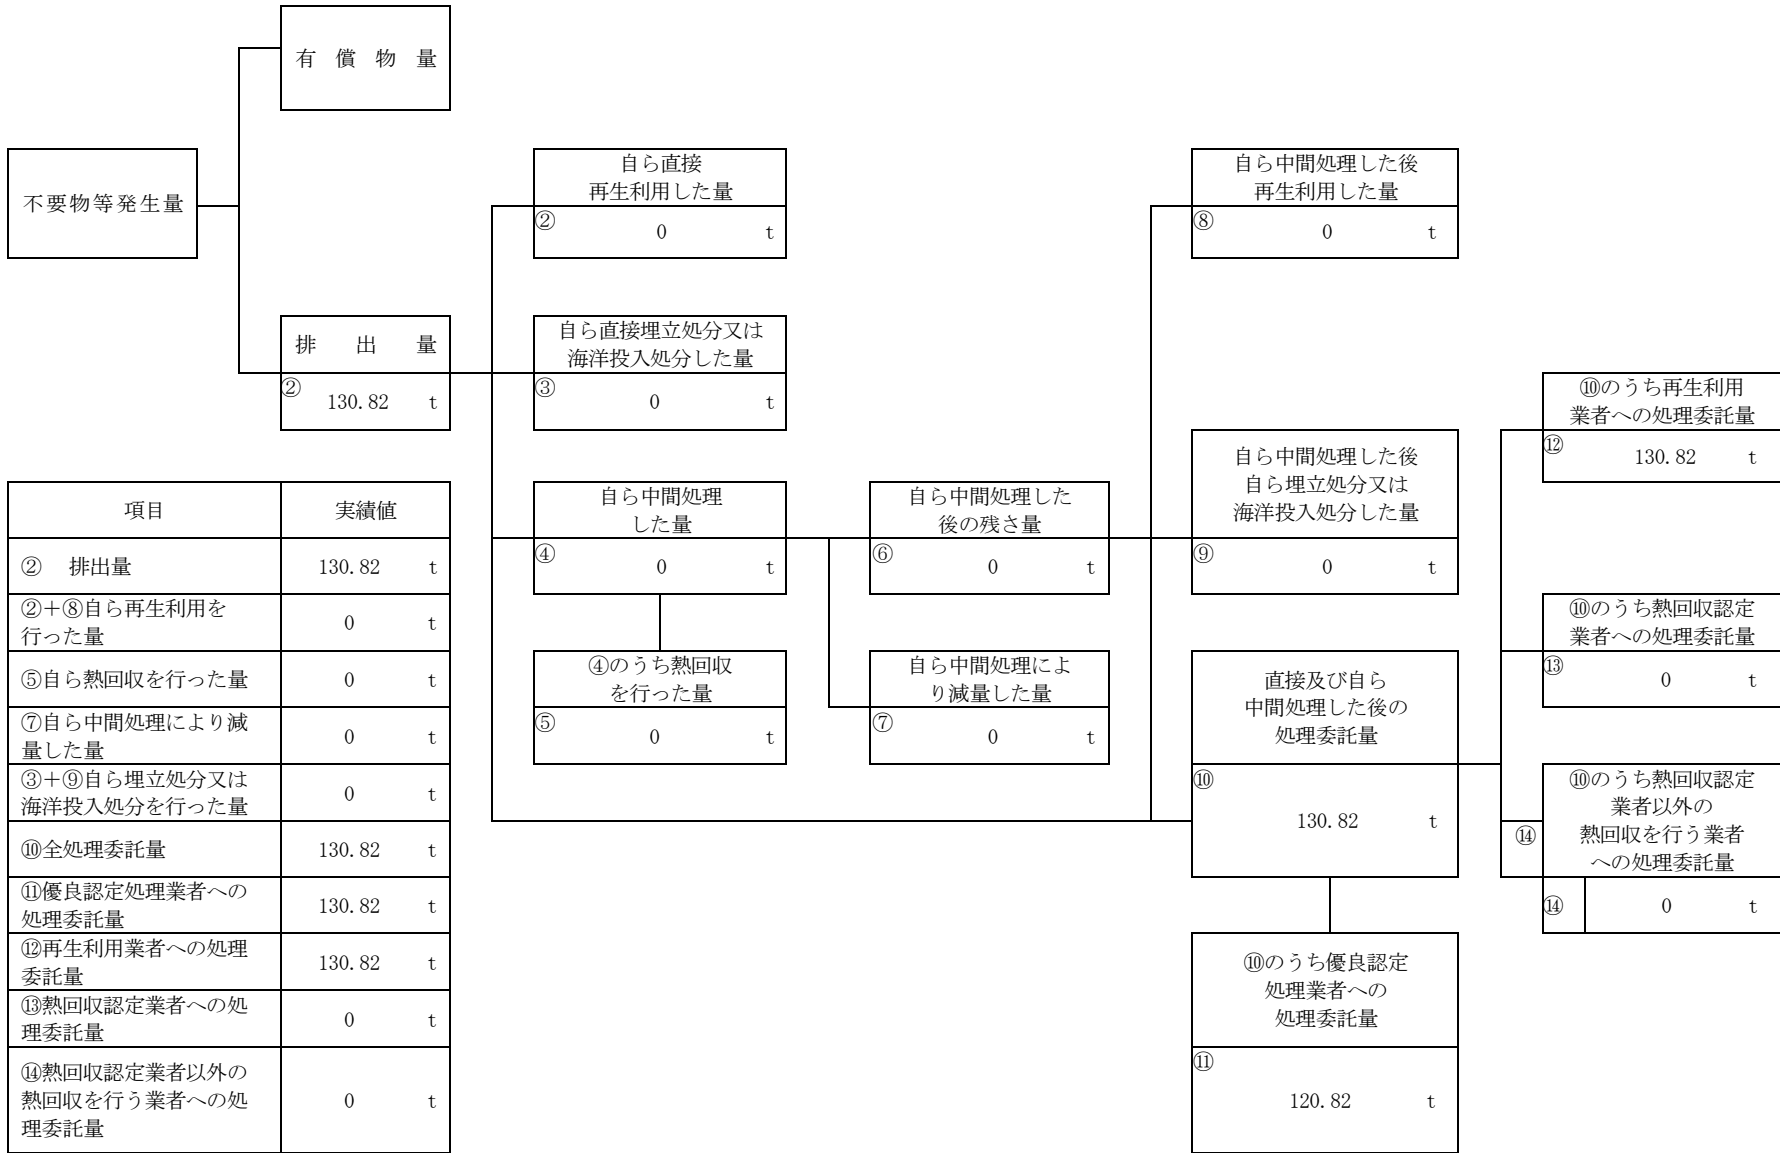 有償物量
不要物等発生量
自ら直接
再生利用した量
② 0 t
自ら中間処理した後
再生利用した量
⑧ 0 t
排出量
② 130.82 t
自ら直接埋立処分又は
海洋投入処分した量
③ 0 t
⑩のうち再生利用
業者への処理委託量
⑫ 130.82 t
自ら中間処理した後
自ら埋立処分又は
海洋投入処分した量
⑨ 0 t
自ら中間処理
した量
④ 0 t
自ら中間処理した
後の残さ量
⑥ 0 t
⑩のうち熱回収認定
業者への処理委託量
⑬ 0 t
④のうち熱回収
を行った量
⑤ 0 t
自ら中間処理によ
り減量した量
⑦ 0 t
直接及び自ら
中間処理した後の
処理委託量
⑩
130.82 t
⑩のうち熱回収認定
業者以外の
熱回収を行う業者
への処理委託量
⑭
⑭ 0 t
⑩のうち優良認定
処理業者への
処理委託量
⑪
120.82 t
項目 実績値
② 排出量 130.82 t
②+⑧自ら再生利用を
行った量 0 t
⑤自ら熱回収を行った量 0 t
⑦自ら中間処理により減
量した量 0 t
③+⑨自ら埋立処分又は
海洋投入処分を行った量 0 t
⑩全処理委託量 130.82 t
⑪優良認定処理業者への
処理委託量 130.82 t
⑫再生利用業者への処理
委託量 130.82 t
⑬熱回収認定業者への処
理委託量 0 t
⑭熱回収認定業者以外の
熱回収を行う業者への処 0 t
理委託量